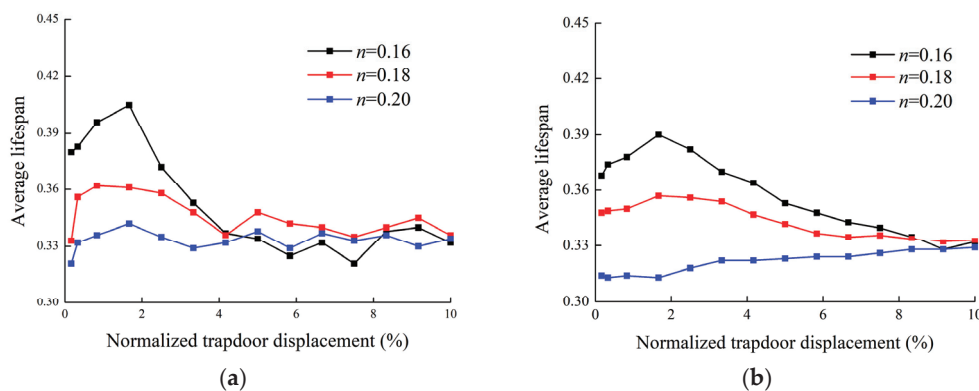 0.45
0.42
0.39
0.36
0.33
0.30
Average lifespan
n=0.16
n=0.18
n=0.20
0 2 4 6 8 10
Normalized trapdoor displacement (%)
(a)
0.45
0.42
0.39
0.36
0.33
0.30
Average lifespan
n=0.16
n=0.18
n=0.20
0 2 4 6 8 10
Normalized trapdoor displacement (%)
(b)